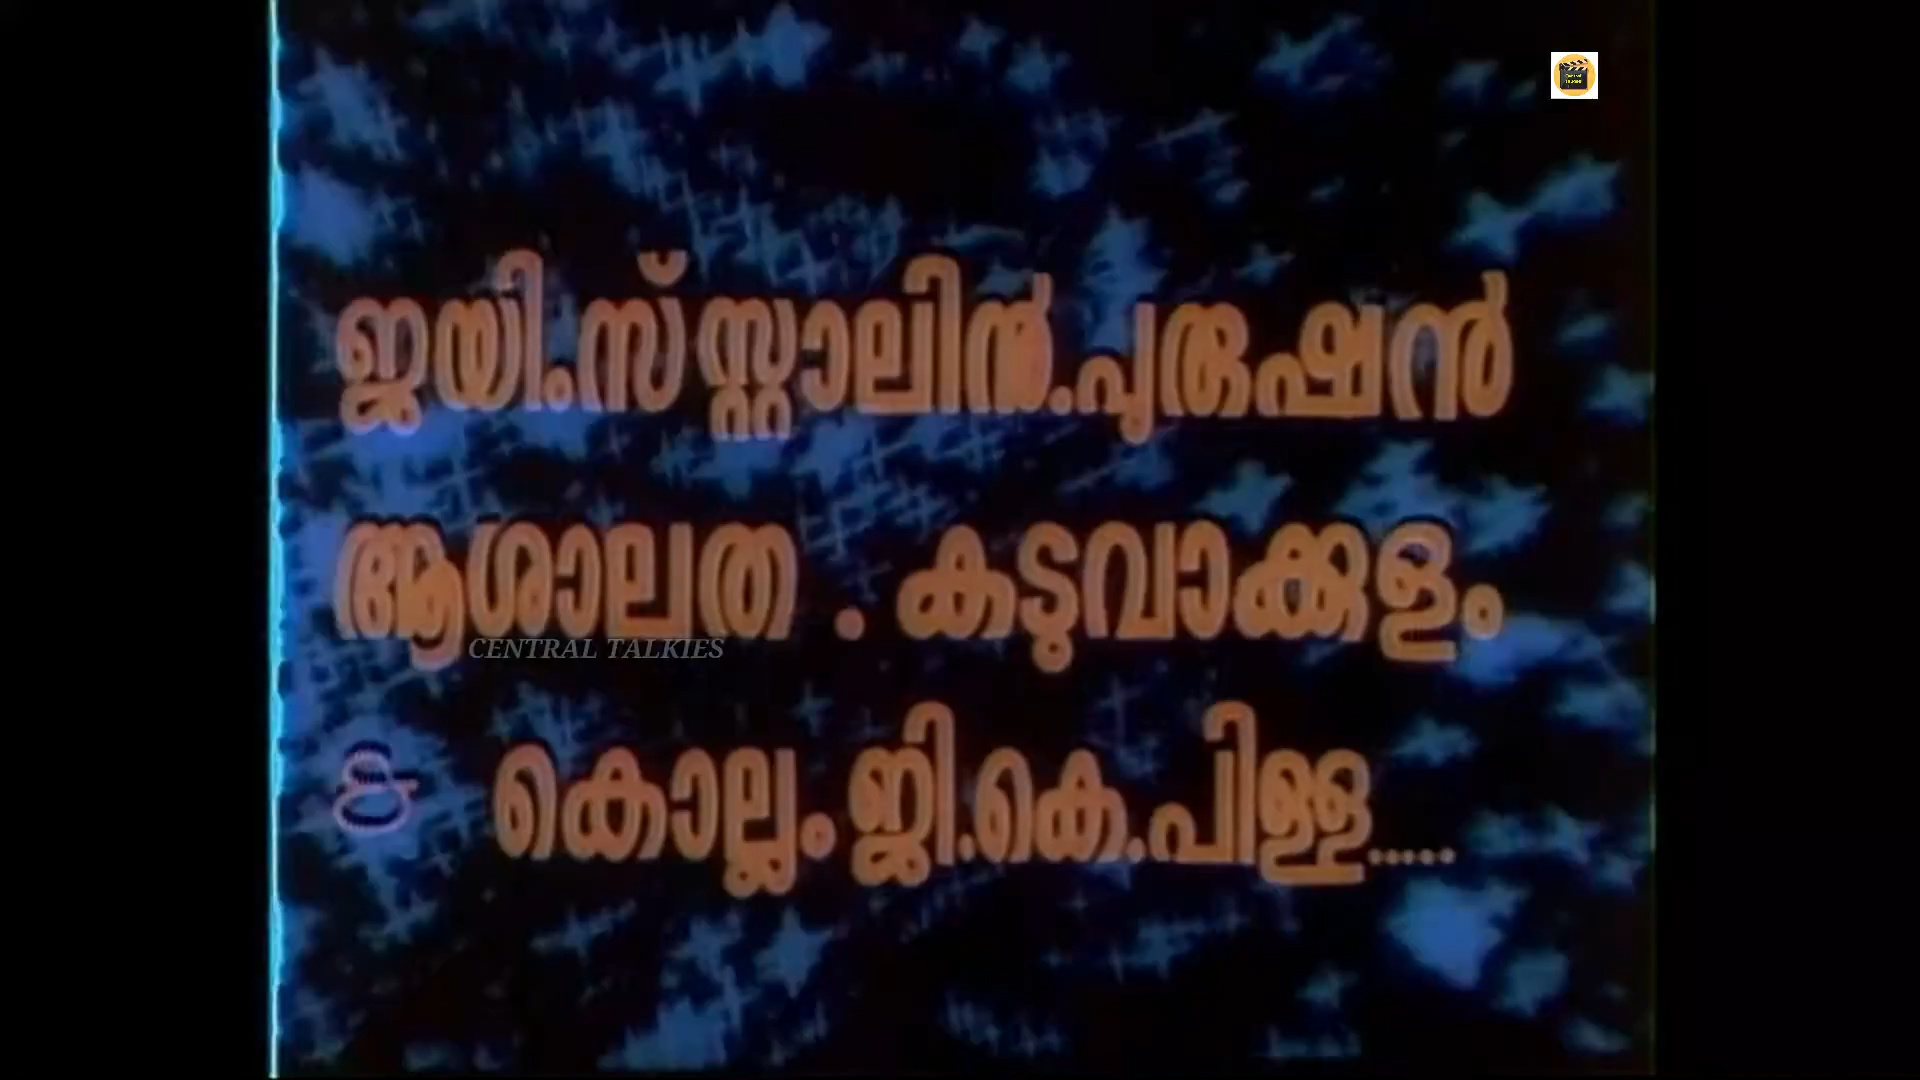 ജയിംസ് സ്റ്റാലിൻ.പുരുഷൻ
ആശാലത . കടുവാക്കുളം
CENTRAL TALKIES
& കൊല്ലം ജി.കെ.പിള്ള.....